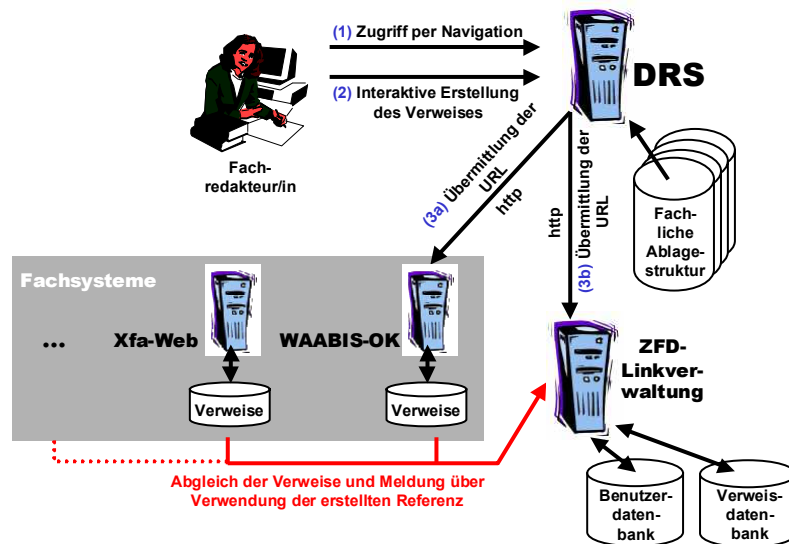 (1) Zugriff per Navigation
DRS
(2) Interaktive Erstellung
des Verweises
Fach-
redakteur/in
(3a) Übermittlung der
URL
http
http
(3b) Übermittlung der
URL
Fach-
liche
Ablage-
struktur
Fachsysteme
...
Xfa-Web
WAABIS-OK
ZFD-
Linkver-
waltung
Verweise
Verweise
Abgleich der Verweise und Meldung über
Verwendung der erstellten Referenz
Benutzer-
daten-
bank
Verweis-
daten-
bank